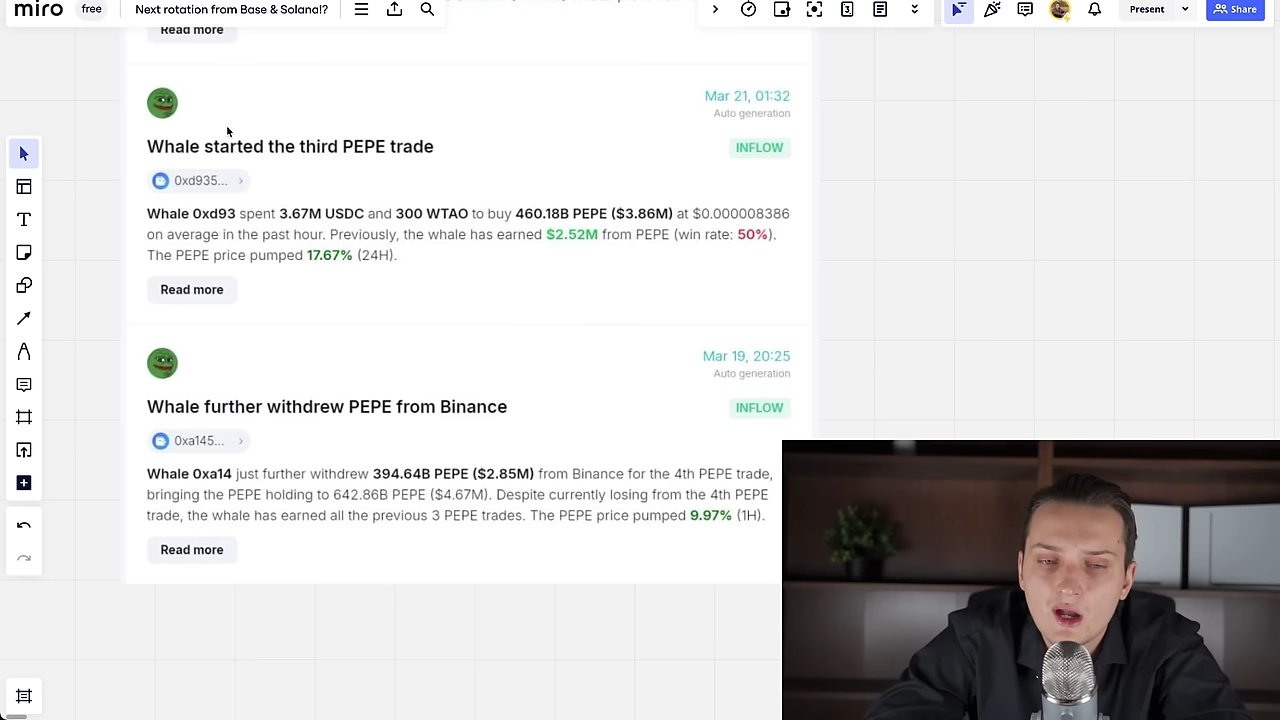 miro free Next rotation from Base & Solana!? Present Share
Read more
Mar 21, 01:32
Auto generation
Whale started the third PEPE trade INFLOW
0xd935...
Whale 0xd93 spent 3.67M USDC and 300 WTAO to buy 460.18B PEPE ($3.86M) at $0.000008386
on average in the past hour. Previously, the whale has earned $2.52M from PEPE (win rate: 50%).
The PEPE price pumped 17.67% (24H).
Read more
Mar 19, 20:25
Auto generation
Whale further withdrew PEPE from Binance INFLOW
0xa145...
Whale 0xa14 just further withdrew 394.64B PEPE ($2.85M) from Binance for the 4th PEPE trade,
bringing the PEPE holding to 642.86B PEPE ($4.67M). Despite currently losing from the 4th PEPE
trade, the whale has earned all the previous 3 PEPE trades. The PEPE price pumped 9.97% (1H).
Read more